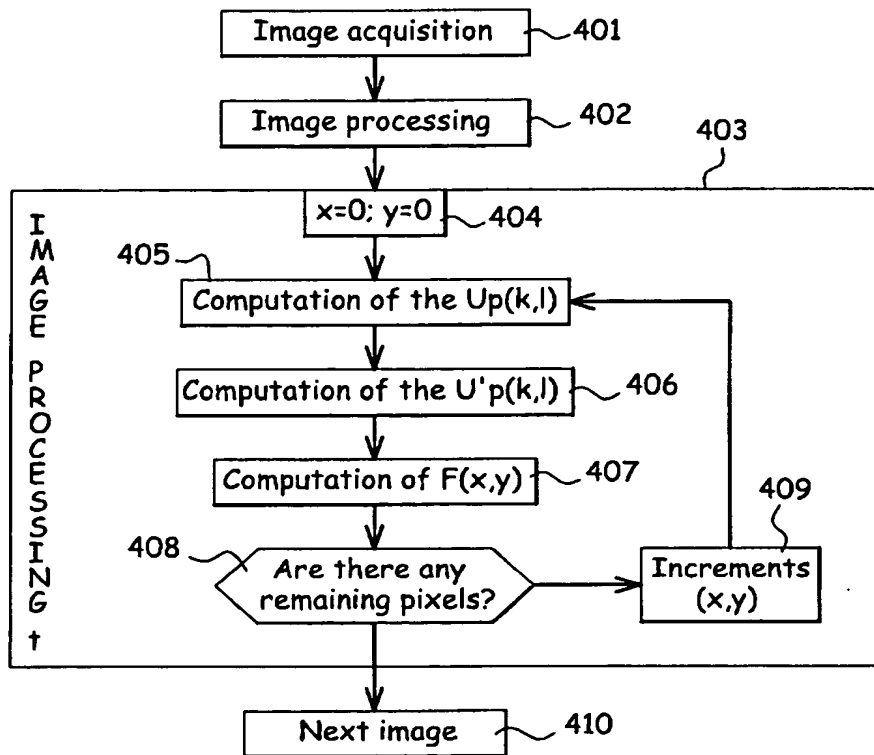 Image acquisition
401
Image processing
402
403
x=0; y=0
404
IMAGE PROCESSING t
405
Computation of the Up(k,l)
Computation of the U'p(k,l)
406
Computation of F(x,y)
407
408
Are there any
remaining pixels?
409
Increments
(x,y)
Next image
410